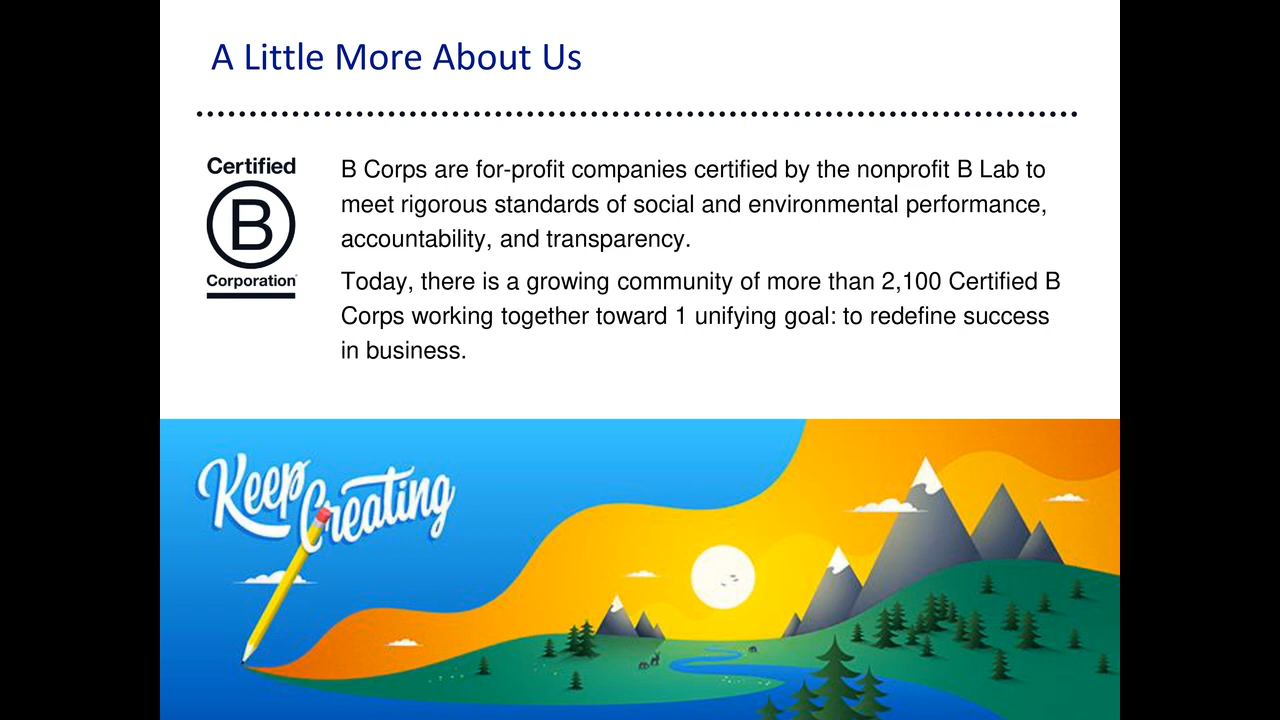 A Little More About Us
Certified
B
Corporation
B Corps are for-profit companies certified by the nonprofit B Lab to
meet rigorous standards of social and environmental performance,
accountability, and transparency.
Today, there is a growing community of more than 2,100 Certified B
Corps working together toward 1 unifying goal: to redefine success
in business.
Keep
Creating